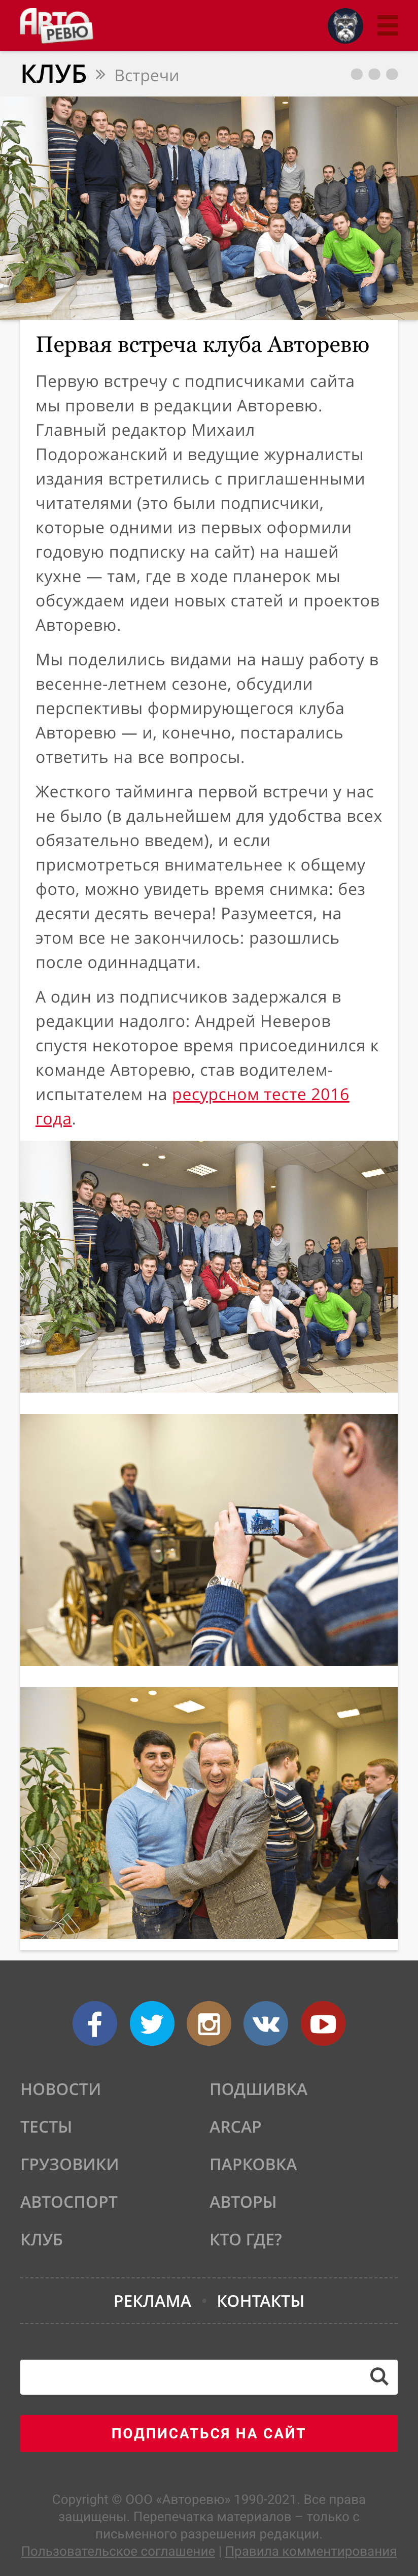 АВТО
РЕВЮ
КЛУБ » Встречи
Первая встреча клуба Авторевю
Первую встречу с подписчиками сайта
мы провели в редакции Авторевю.
Главный редактор Михаил
Подорожанский и ведущие журналисты
издания встретились с приглашенными
читателями (это были подписчики,
которые одними из первых оформили
годовую подписку на сайт) на нашей
кухне — там, где в ходе планерок мы
обсуждаем идеи новых статей и проектов
Авторевю.
Мы поделились видами на нашу работу в
весенне-летнем сезоне, обсудили
перспективы формирующегося клуба
Авторевю — и, конечно, постарались
ответить на все вопросы.
Жесткого тайминга первой встречи у нас
не было (в дальнейшем для удобства всех
обязательно введем), и если
присмотреться внимательнее к общему
фото, можно увидеть время снимка: без
десяти десять вечера! Разумеется, на
этом все не закончилось: разошлись
после одиннадцати.
А один из подписчиков задержался в
редакции надолго: Андрей Неверов
спустя некоторое время присоединился к
команде Авторевю, став водителем-
испытателем на ресурсном тесте 2016
года.
НОВОСТИ ПОДШИВКА
ТЕСТЫ ARCAP
ГРУЗОВИКИ ПАРКОВКА
АВТОСПОРТ АВТОРЫ
КЛУБ КТО ГДЕ?
РЕКЛАМА • КОНТАКТЫ
ПОДПИСАТЬСЯ НА САЙТ
Copyright © ООО «Авторевю» 1990-2021. Все права
защищены. Перепечатка материалов – только с
письменного разрешения редакции.
Пользовательское соглашение | Правила комментирования